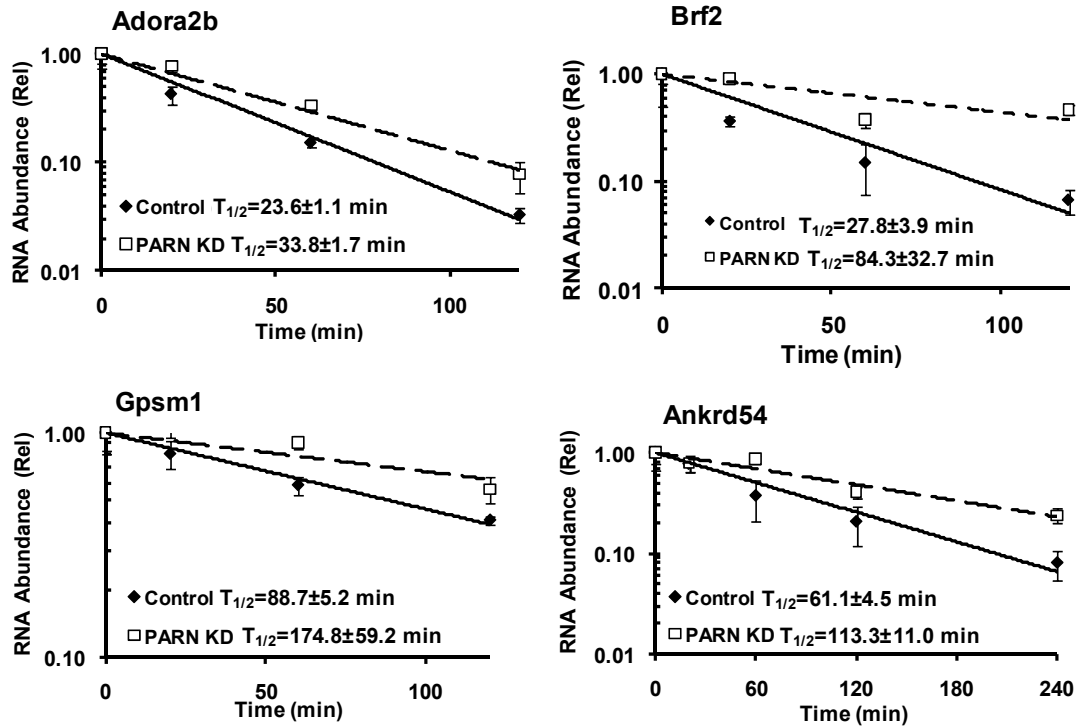 Adora2b
RNA Abundance (Rel)
1.00
0.10
0.01
Control T1/2=23.6±1.1 min
PARN KD T1/2=33.8±1.7 min
0
50
100
Time (min)
Brf2
RNA Abundance (Rel)
1.00
0.10
0.01
Control T1/2=27.8±3.9 min
PARN KD T1/2=84.3±32.7 min
0
50
100
Time (min)
Gpsm1
RNA Abundance (Rel)
1.00
0.10
Control T1/2=88.7±5.2 min
PARN KD T1/2=174.8±59.2 min
0
50
100
Time (min)
Ankrd54
RNA Abundance (Rel)
1.00
0.10
0.01
Control T1/2=61.1±4.5 min
PARN KD T1/2=113.3±11.0 min
0
60
120
180
240
Time (min)